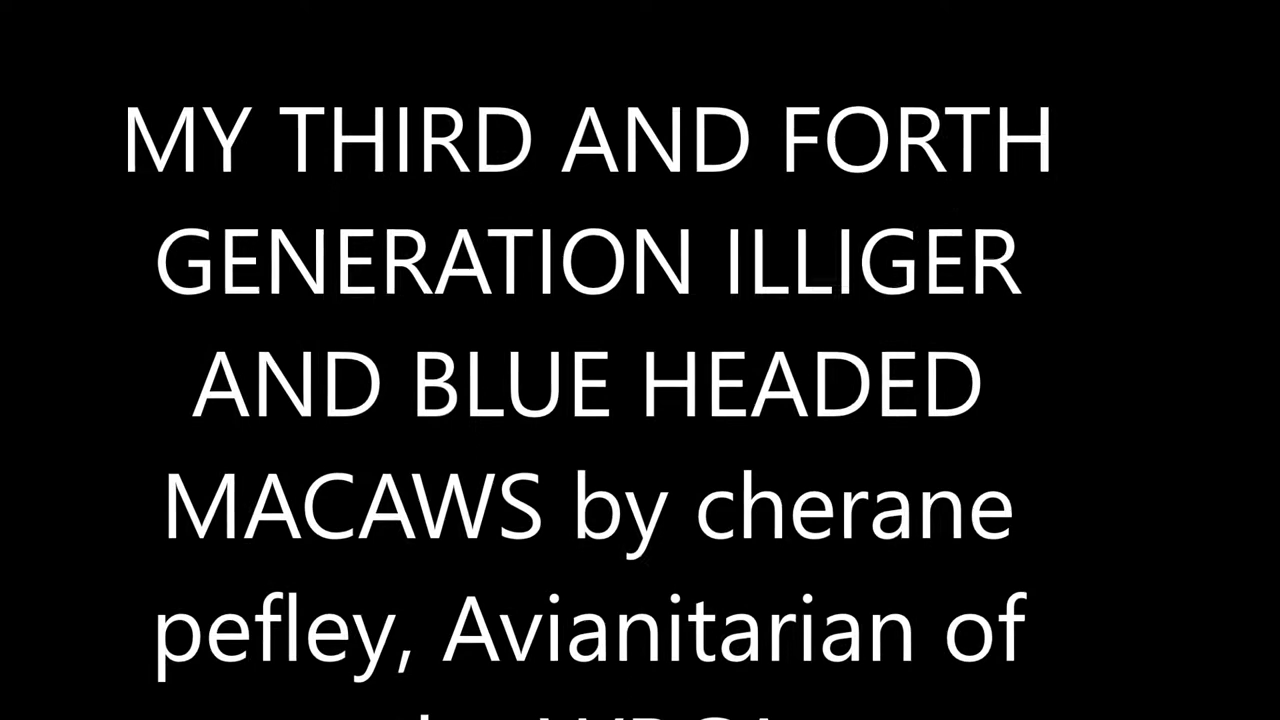 MY THIRD AND FORTH
GENERATION ILLIGER
AND BLUE HEADED
MACAWS by cherane
pefley, Avianitarian of